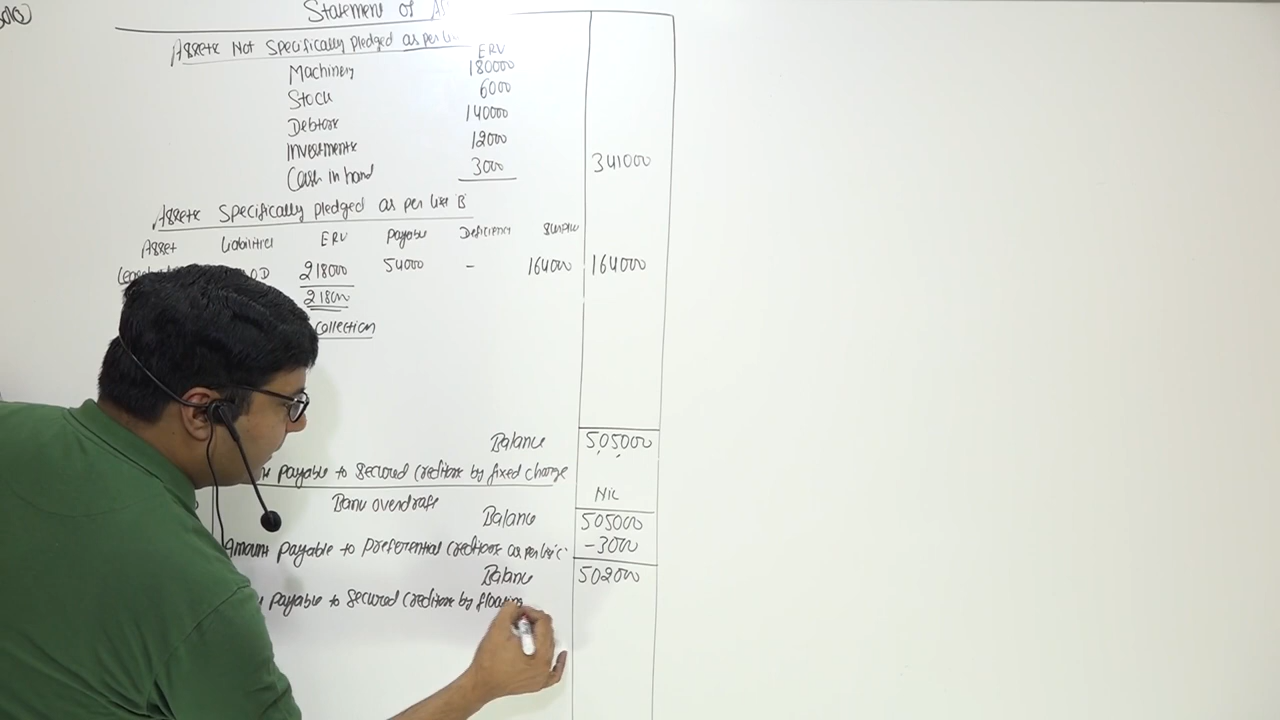 Statement of
Assets Not Specifically pledged as per
ERV
Machinery 180000
Stock 6000
Debtors 140000
Investments 12000
Cash in hand 3000 341000
Assets Specifically pledged as per list 'B'
Asset Liabilities ERV Payable Deficiency Surplus
218000 54000 - 164000 164000
218000
Collection
Balance 505000
payable to secured creditors by fixed charge
Bank overdraft Nil
Balance 505000
Amount payable to preferential creditors as per list 'C' -3000
Balance 502000
payable to secured creditors by floating